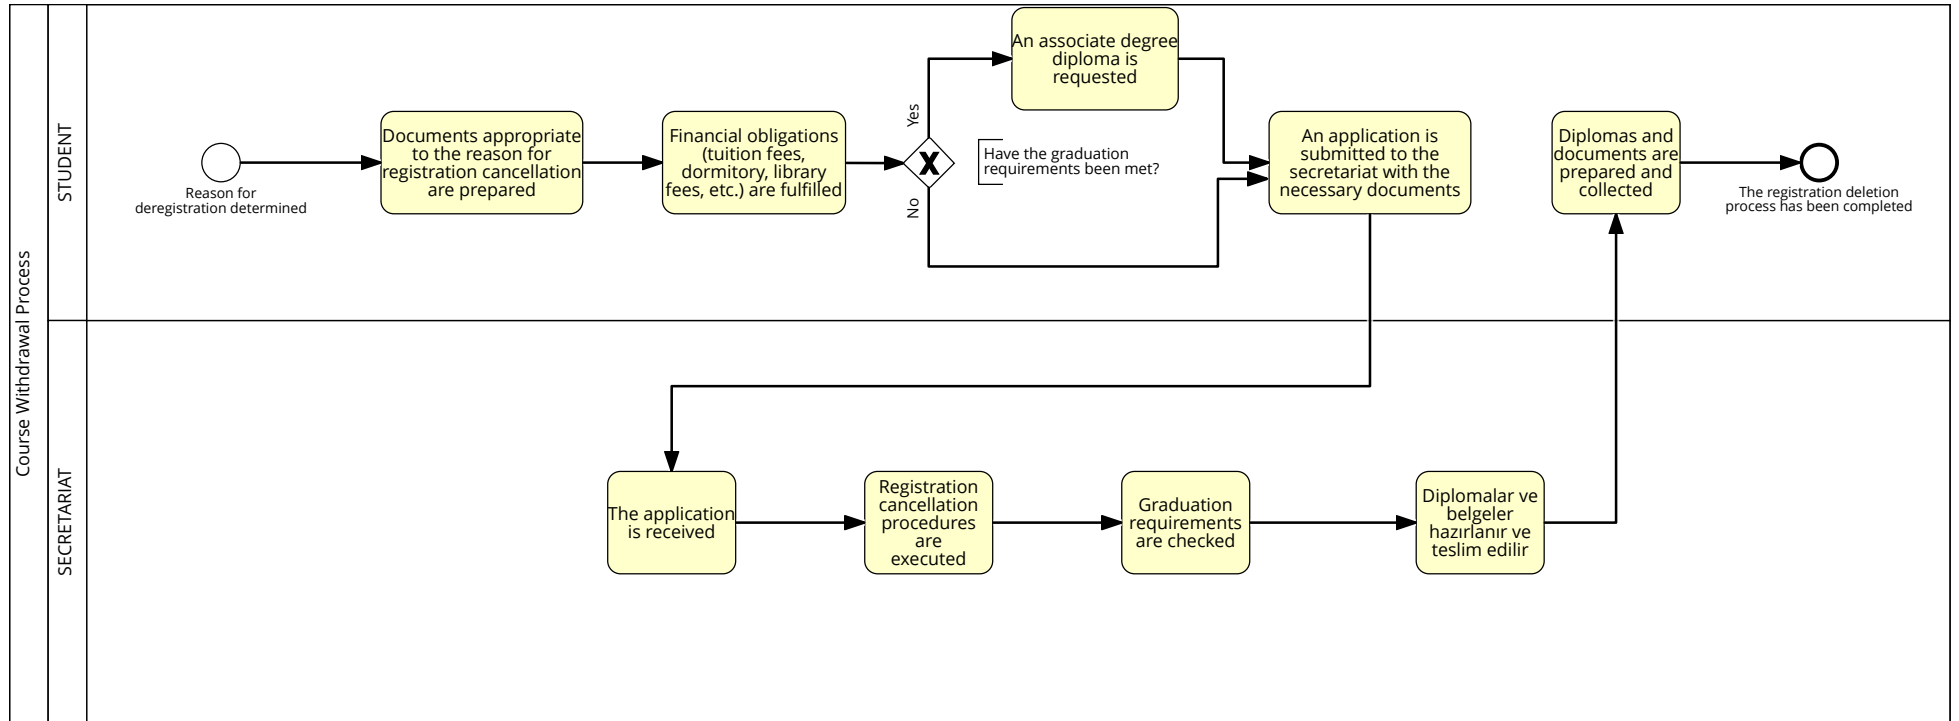 Course Withdrawal Process
STUDENT
Reason for
deregistration determined
Documents appropriate
to the reason for
registration cancellation
are prepared
Financial obligations
(tuition fees,
dormitory, library
fees, etc.) are fulfilled
X
Yes
No
Have the graduation
requirements been met?
An associate degree
diploma is
requested
An application is
submitted to the
secretariat with the
necessary documents
Diplomas and
documents are
prepared and
collected
The registration deletion
process has been completed
SECRETARIAT
The application
is received
Registration
cancellation
procedures
are
executed
Graduation
requirements
are checked
Diplomalar ve
belgeler
hazırlanır ve
teslim edilir